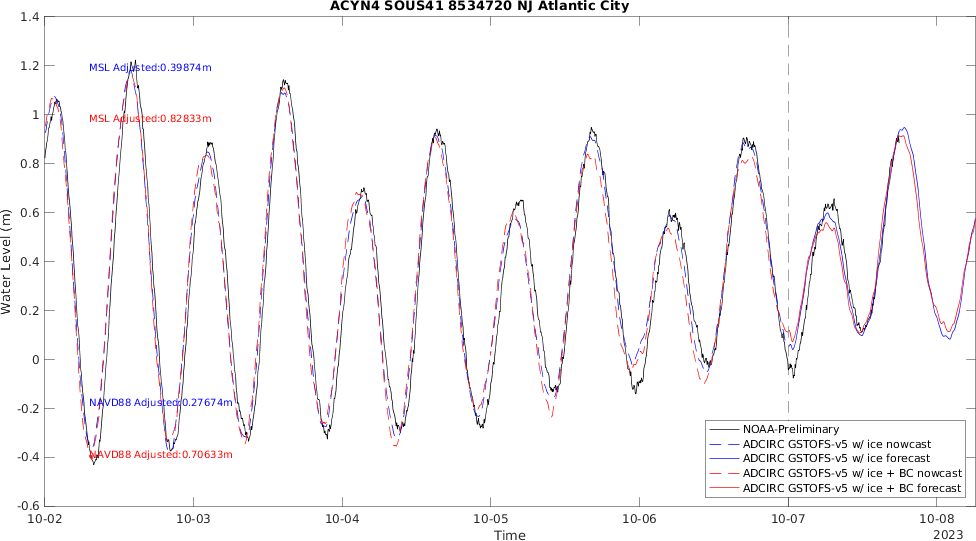 ACYN4 SOUS41 8534720 NJ Atlantic City
1.4
1.2
1
0.8
0.6
0.4
0.2
0
-0.2
-0.4
-0.6
Water Level (m)
MSL Adjusted:0.39874m
MSL Adjusted:0.82833m
NAVD88 Adjusted:0.27674m
NAVD88 Adjusted:0.70633m
NOAA-Preliminary
ADCIRC GSTOFS-v5 w/ ice nowcast
ADCIRC GSTOFS-v5 w/ ice forecast
ADCIRC GSTOFS-v5 w/ ice + BC nowcast
ADCIRC GSTOFS-v5 w/ ice + BC forecast
10-02 10-03 10-04 10-05 10-06 10-07 10-08
Time
2023